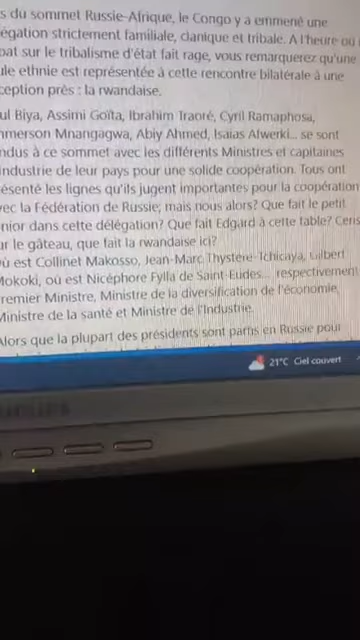 s du sommet Russie-Afrique, le Congo y a emmené une
égation strictement familiale, clanique et tribale. A l'heure où
bat sur le tribalisme d'état fait rage, vous remarquerez qu'une
ule ethnie est représentée à cette rencontre bilatérale à une
ception près : la rwandaise.
ul Biya, Assimi Goïta, Ibrahim Traoré, Cyril Ramaphosa,
mmerson Mnangagwa, Abiy Ahmed, Isaias Afwerki... se sont
ndus à ce sommet avec les différents Ministres et capitaines
industrie de leur pays pour une solide coopération. Tous ont
ésenté les lignes qu'ils jugent importantes pour la coopération
vec la Fédération de Russie; mais nous alors? Que fait le petit
unior dans cette délégation? Que fait Edgard à cette table? Ceris
ur le gâteau, que fait la rwandaise ici?
ù est Collinet Makosso, Jean-Marc Thystère-Tchicaya, Gilbert
Mokoki, où est Nicéphore Fylla de Saint-Eudes... respectivement
remier Ministre, Ministre de la diversification de l'économie,
Ministre de la santé et Ministre de l'Industrie.
Alors que la plupart des présidents sont partis en Russie pour
21°C Ciel couvert